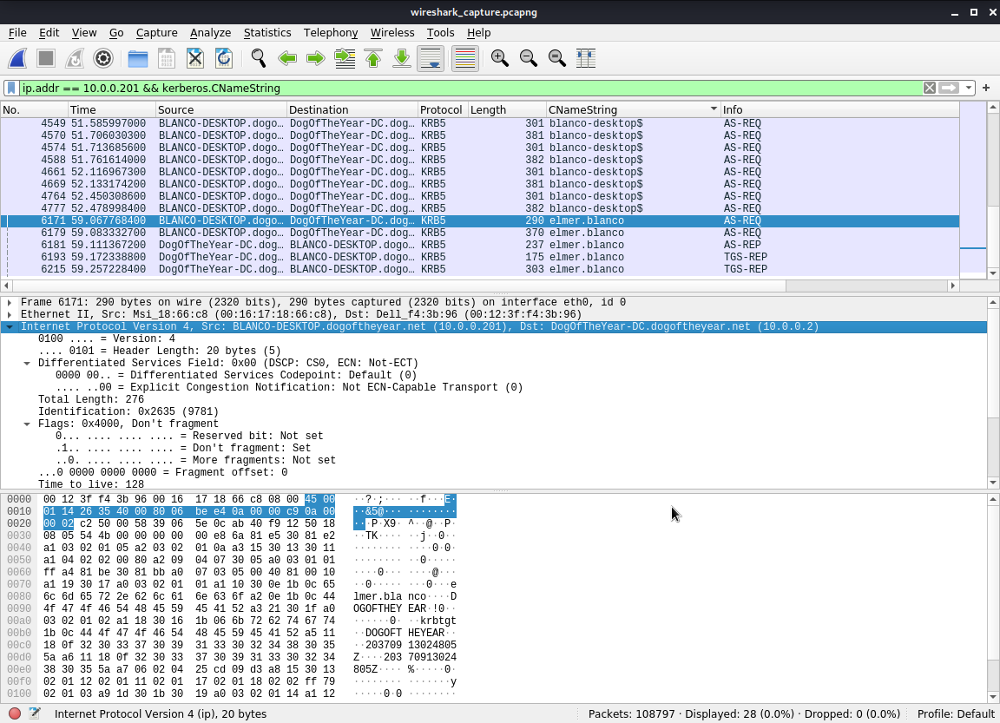 wireshark_capture.pcapng
File Edit View Go Capture Analyze Statistics Telephony Wireless Tools Help
ip.addr == 10.0.0.201 && kerberos.CNameString
No. Time Source Destination Protocol Length CNameString Info
4549 51.585997000 BLANCO-DESKTOP.dogo… DogOfTheYear-DC.dog… KRB5 301 blanco-desktop$ AS-REQ
4570 51.706030300 BLANCO-DESKTOP.dogo… DogOfTheYear-DC.dog… KRB5 381 blanco-desktop$ AS-REQ
4574 51.713685600 BLANCO-DESKTOP.dogo… DogOfTheYear-DC.dog… KRB5 301 blanco-desktop$ AS-REQ
4588 51.761614000 BLANCO-DESKTOP.dogo… DogOfTheYear-DC.dog… KRB5 382 blanco-desktop$ AS-REQ
4661 52.116967300 BLANCO-DESKTOP.dogo… DogOfTheYear-DC.dog… KRB5 301 blanco-desktop$ AS-REQ
4669 52.133174200 BLANCO-DESKTOP.dogo… DogOfTheYear-DC.dog… KRB5 381 blanco-desktop$ AS-REQ
4764 52.450308600 BLANCO-DESKTOP.dogo… DogOfTheYear-DC.dog… KRB5 301 blanco-desktop$ AS-REQ
4777 52.478998400 BLANCO-DESKTOP.dogo… DogOfTheYear-DC.dog… KRB5 382 blanco-desktop$ AS-REQ
6171 59.067768400 BLANCO-DESKTOP.dogo… DogOfTheYear-DC.dog… KRB5 290 elmer.blanco AS-REQ
6179 59.083332700 BLANCO-DESKTOP.dogo… DogOfTheYear-DC.dog… KRB5 370 elmer.blanco AS-REQ
6181 59.111367200 DogOfTheYear-DC.dog… BLANCO-DESKTOP.dogo… KRB5 237 elmer.blanco AS-REP
6193 59.172338800 DogOfTheYear-DC.dog… BLANCO-DESKTOP.dogo… KRB5 175 elmer.blanco TGS-REP
6215 59.257228400 DogOfTheYear-DC.dog… BLANCO-DESKTOP.dogo… KRB5 303 elmer.blanco TGS-REP
Frame 6171: 290 bytes on wire (2320 bits), 290 bytes captured (2320 bits) on interface eth0, id 0
Ethernet II, Src: Msi_18:66:c8 (00:16:17:18:66:c8), Dst: Dell_f4:3b:96 (00:12:3f:f4:3b:96)
Internet Protocol Version 4, Src: BLANCO-DESKTOP.dogoftheyear.net (10.0.0.201), Dst: DogOfTheYear-DC.dogoftheyear.net (10.0.0.2)
0100 .... = Version: 4
.... 0101 = Header Length: 20 bytes (5)
Differentiated Services Field: 0x00 (DSCP: CS0, ECN: Not-ECT)
0000 00.. = Differentiated Services Codepoint: Default (0)
.... ..00 = Explicit Congestion Notification: Not ECN-Capable Transport (0)
Total Length: 276
Identification: 0x2635 (9781)
Flags: 0x4000, Don't fragment
0... .... .... .... = Reserved bit: Not set
.1.. .... .... .... = Don't fragment: Set
..0. .... .... .... = More fragments: Not set
...0 0000 0000 0000 = Fragment offset: 0
Time to live: 128
0000 00 12 3f f4 3b 96 00 16 17 18 66 c8 08 00 45 00 ··?·;··· ··f···E·
0010 01 14 26 35 40 00 80 06 be e4 0a 00 00 c9 0a 00 ··&5@··· ········
0020 00 02 c2 50 00 58 39 06 5e 0c ab 40 f9 12 50 18 ···P·X9· ^··@··P·
0030 08 05 54 4b 00 00 00 00 00 e8 6a 81 e5 30 81 e2 ··TK···· ··j··0··
0040 a1 03 02 01 05 a2 03 02 01 0a a3 15 30 13 30 11 ········ ····0·0·
0050 a1 04 02 02 00 80 a2 09 04 07 30 05 a0 03 01 01 ········ ··0·····
0060 ff a4 81 be 30 81 bb a0 07 03 05 00 40 81 00 10 ····0··· ····@···
0070 a1 19 30 17 a0 03 02 01 01 a1 10 30 0e 1b 0c 65 ··0····· ···0···e
0080 6c 6d 65 72 2e 62 6c 61 6e 63 6f a2 0e 1b 0c 44 lmer.bla nco····D
0090 4f 47 4f 46 54 48 45 59 45 41 52 a3 21 30 1f a0 OGOFTHEY EAR·!0··
00a0 03 02 01 02 a1 18 30 16 1b 06 6b 72 62 74 67 74 ······0· ··krbtgt
00b0 1b 0c 44 4f 47 4f 46 54 48 45 59 45 41 52 a5 11 ··DOGOFT HEYEAR··
00c0 18 0f 32 30 33 37 30 39 31 33 30 32 34 38 30 35 ··203709 13024805
00d0 5a a6 11 18 0f 32 30 33 37 30 39 31 33 30 32 34 Z····203 70913024
00e0 38 30 35 5a a7 06 02 04 25 cd 09 d3 a8 15 30 13 805Z···· %·····0·
00f0 02 01 12 02 01 11 02 01 17 02 01 18 02 02 ff 79 ········ ·······y
0100 02 01 03 a9 1d 30 1b 30 19 a0 03 02 01 14 a1 12 ·····0·0 ········
Internet Protocol Version 4 (ip), 20 bytes
Packets: 108797 · Displayed: 28 (0.0%) · Dropped: 0 (0.0%)
Profile: Default